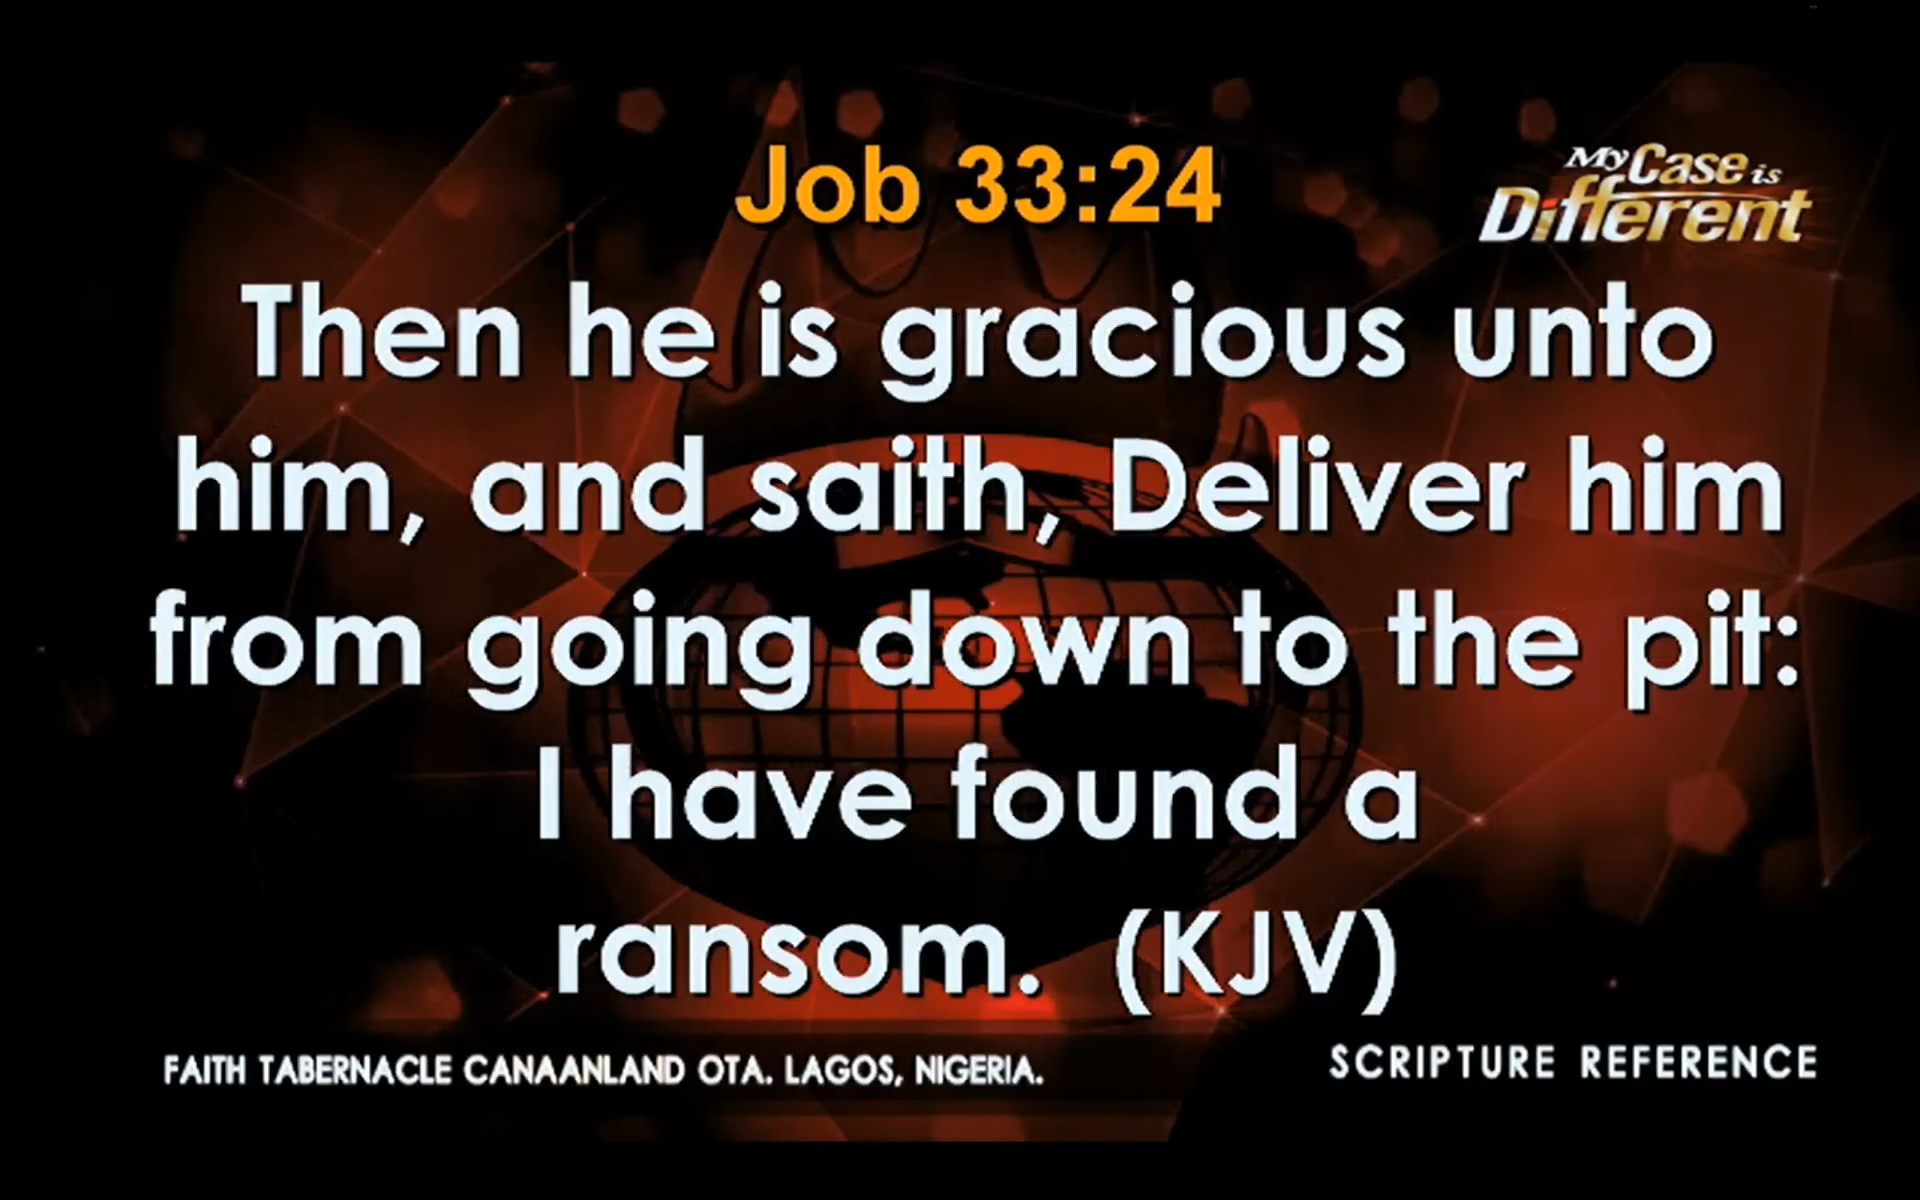 Job 33:24
My Case is
Different
Then he is gracious unto
him, and saith, Deliver him
from going down to the pit:
I have found a
ransom. (KJV)
FAITH TABERNACLE CANAANLAND OTA. LAGOS, NIGERIA.
SCRIPTURE REFERENCE